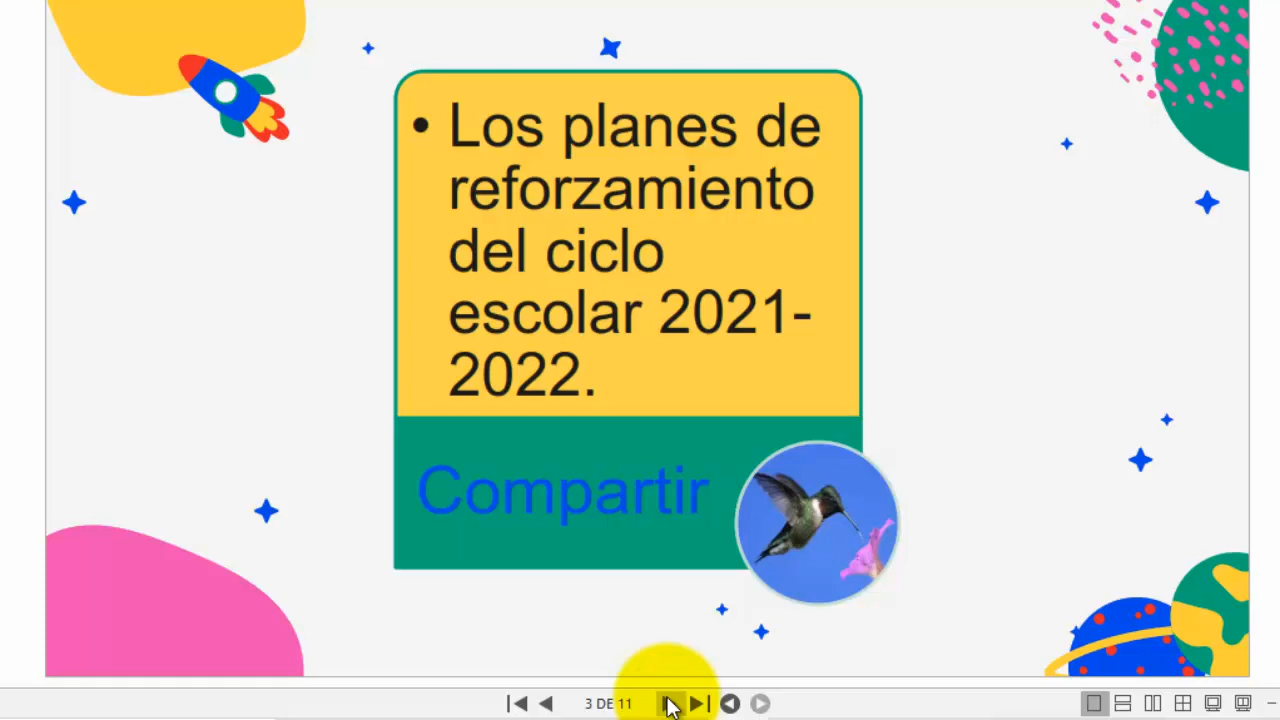 • Los planes de
reforzamiento
del ciclo
escolar 2021-
2022.
Compartir
3 DE 11